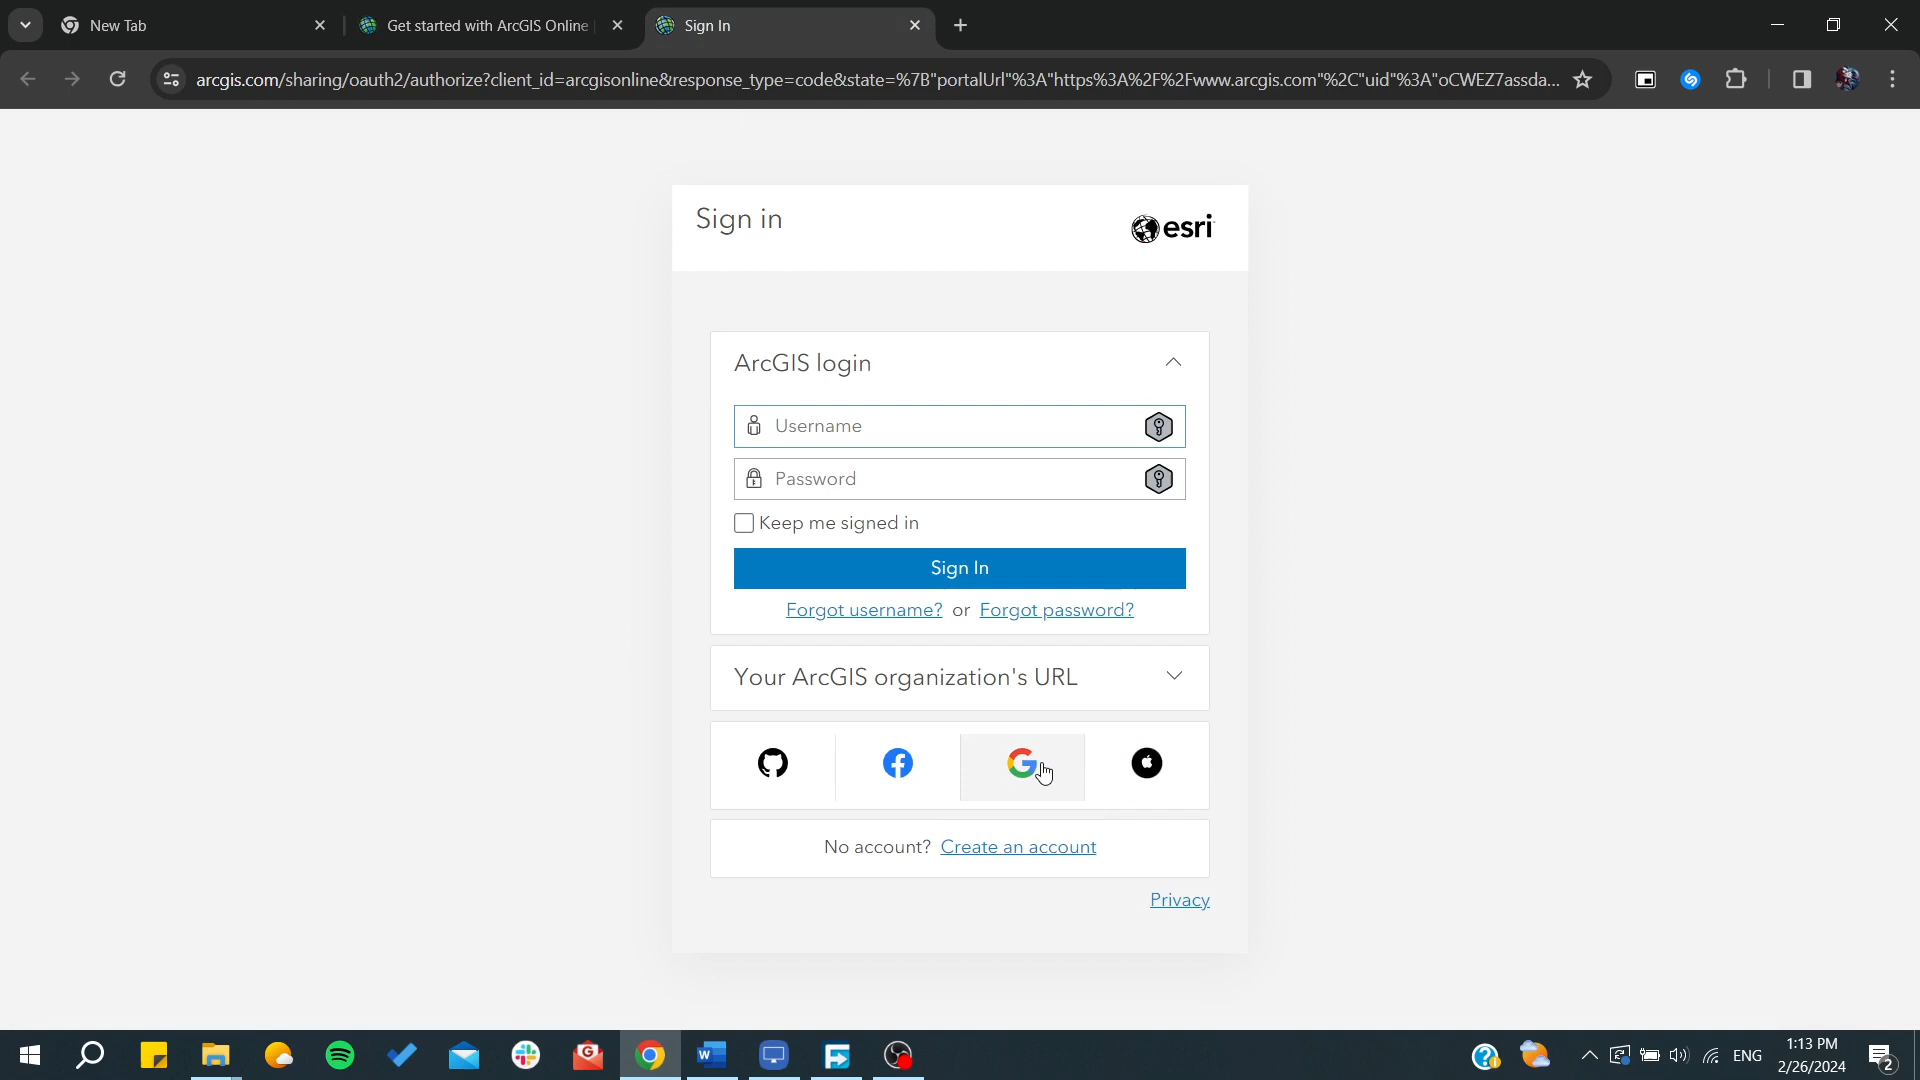 New Tab
Get started with ArcGIS Online
Sign In
arcgis.com/sharing/oauth2/authorize?client_id=arcgisonline&response_type=code&state=%7B"portalUrl"%3A"https%3A%2F%2Fwww.arcgis.com"%2C"uid"%3A"oCWEZ7assda...
Sign in
esri
ArcGIS login
Username
Password
Keep me signed in
Sign In
Forgot username? or Forgot password?
Your ArcGIS organization's URL
No account? Create an account
Privacy
ENG
1:13 PM
2/26/2024
2